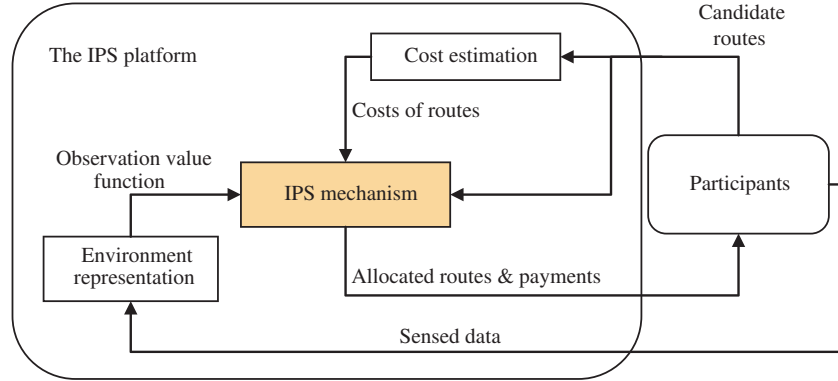 Candidate
routes
The IPS platform
Cost estimation
Costs of routes
Observation value
function
IPS mechanism
Participants
Environment
representation
Allocated routes & payments
Sensed data